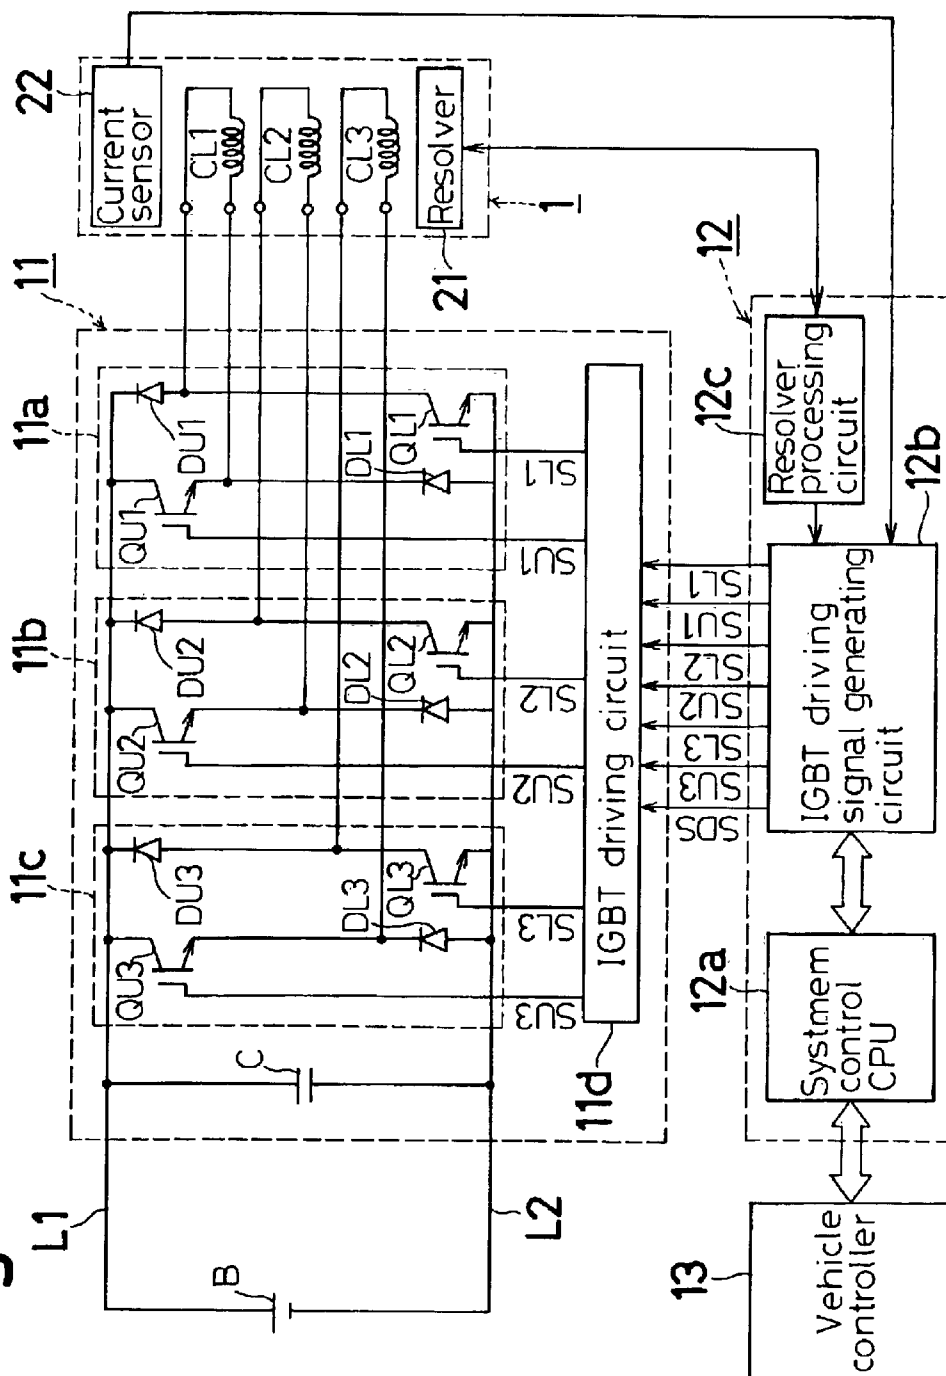 L1
B
L2
C
11
11c
11b
11a
QU3
DU3
DL3
QL3
SU3
SL3
QU2
DU2
DL2
QL2
SU2
SL2
QU1
DU1
DL1
QL1
SU1
SL1
11d
IGBT driving circuit
22
Current
sensor
CL1
CL2
CL3
Resolver
21
1
SDS
SU3
SL3
SU2
SL2
SU1
SL1
12
13
Vehicle
controller
12a
Systmem
control
CPU
12b
IGBT driving
signal generating
circuit
12c
Resolver
processing
circuit